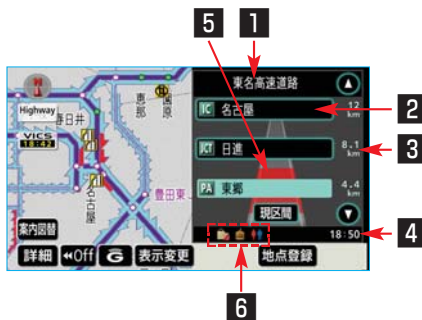 5
1
東名高速道路
Highway
春日井
恵那
IC 名古屋
12 km
2
VICS
18:42
JCT 日進
8.1 km
3
名古屋
豊田東
PA 東郷
4.4 km
現区間
案内図替
18:50
4
詳細
◀◀Off
G
表示変更
地点登録
6